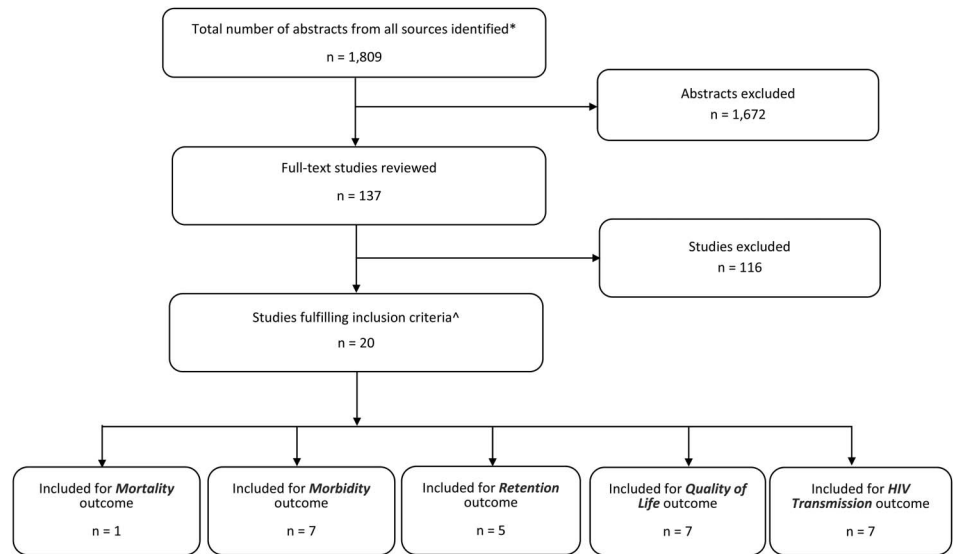 Total number of abstracts from all sources identified*
n = 1,809
Abstracts excluded
n = 1,672
Full-text studies reviewed
n = 137
Studies excluded
n = 116
Studies fulfilling inclusion criteria^
n = 20
Included for Mortality
outcome
n = 1
Included for Morbidity
outcome
n = 7
Included for Retention
outcome
n = 5
Included for Quality of
Life outcome
n = 7
Included for HIV
Transmission outcome
n = 7